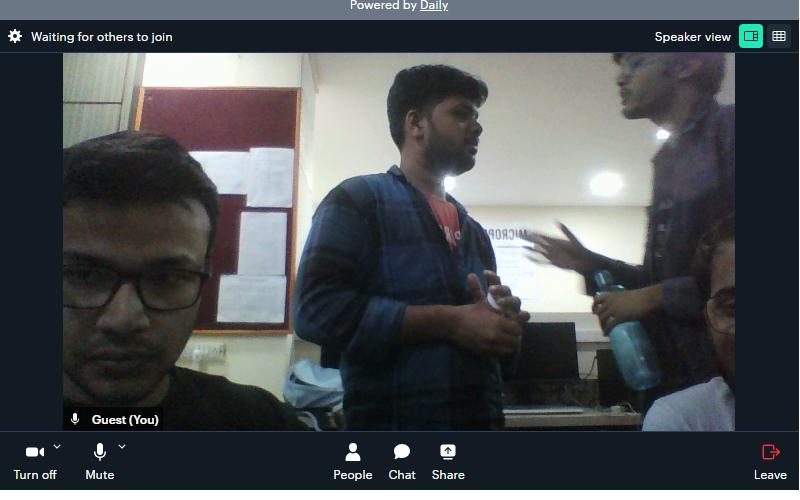 Powered by Daily
Waiting for others to join
Speaker view
Guest (You)
Turn off
Mute
People
Chat
Share
Leave